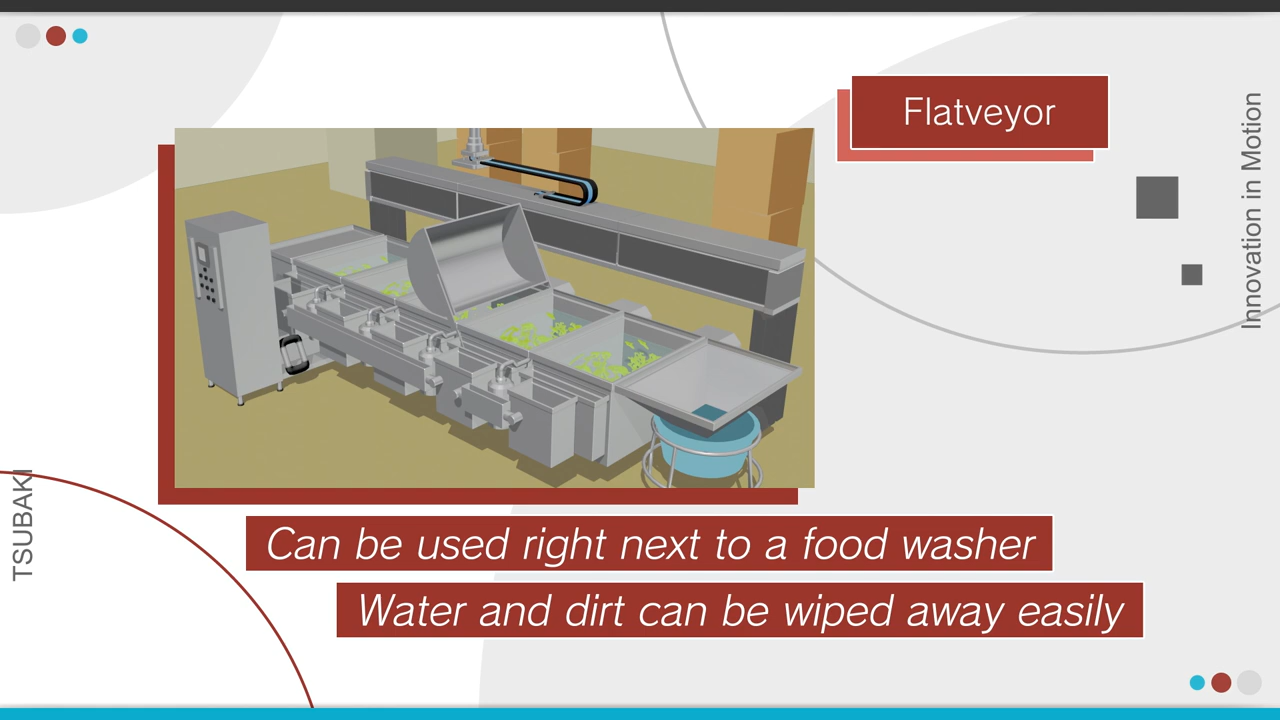 Flatveyor
Innovation in Motion
TSUBAKI
Can be used right next to a food washer
Water and dirt can be wiped away easily